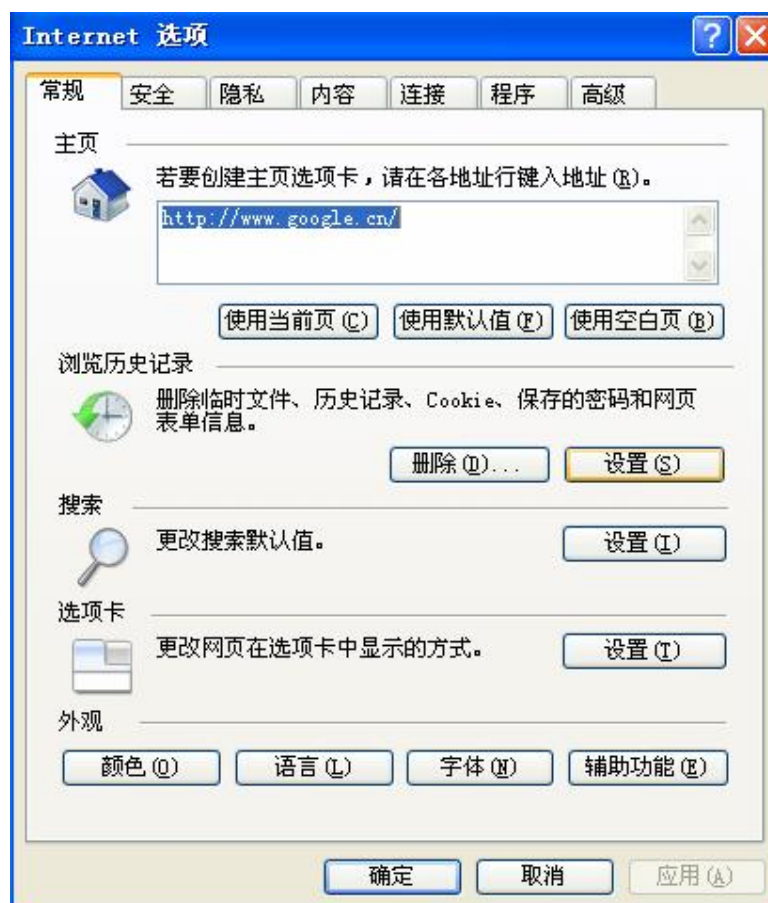 Internet 选项
常规 安全 隐私 内容 连接 程序 高级
主页
若要创建主页选项卡，请在各地址行键入地址(R)。
http://www.google.cn/
使用当前页(C) 使用默认值(F) 使用空白页(B)
浏览历史记录
删除临时文件、历史记录、Cookie、保存的密码和网页
表单信息。
删除(D)... 设置(S)
搜索
更改搜索默认值。 设置(I)
选项卡
更改网页在选项卡中显示的方式。 设置(T)
外观
颜色(O) 语言(L) 字体(N) 辅助功能(E)
确定 取消 应用(A)